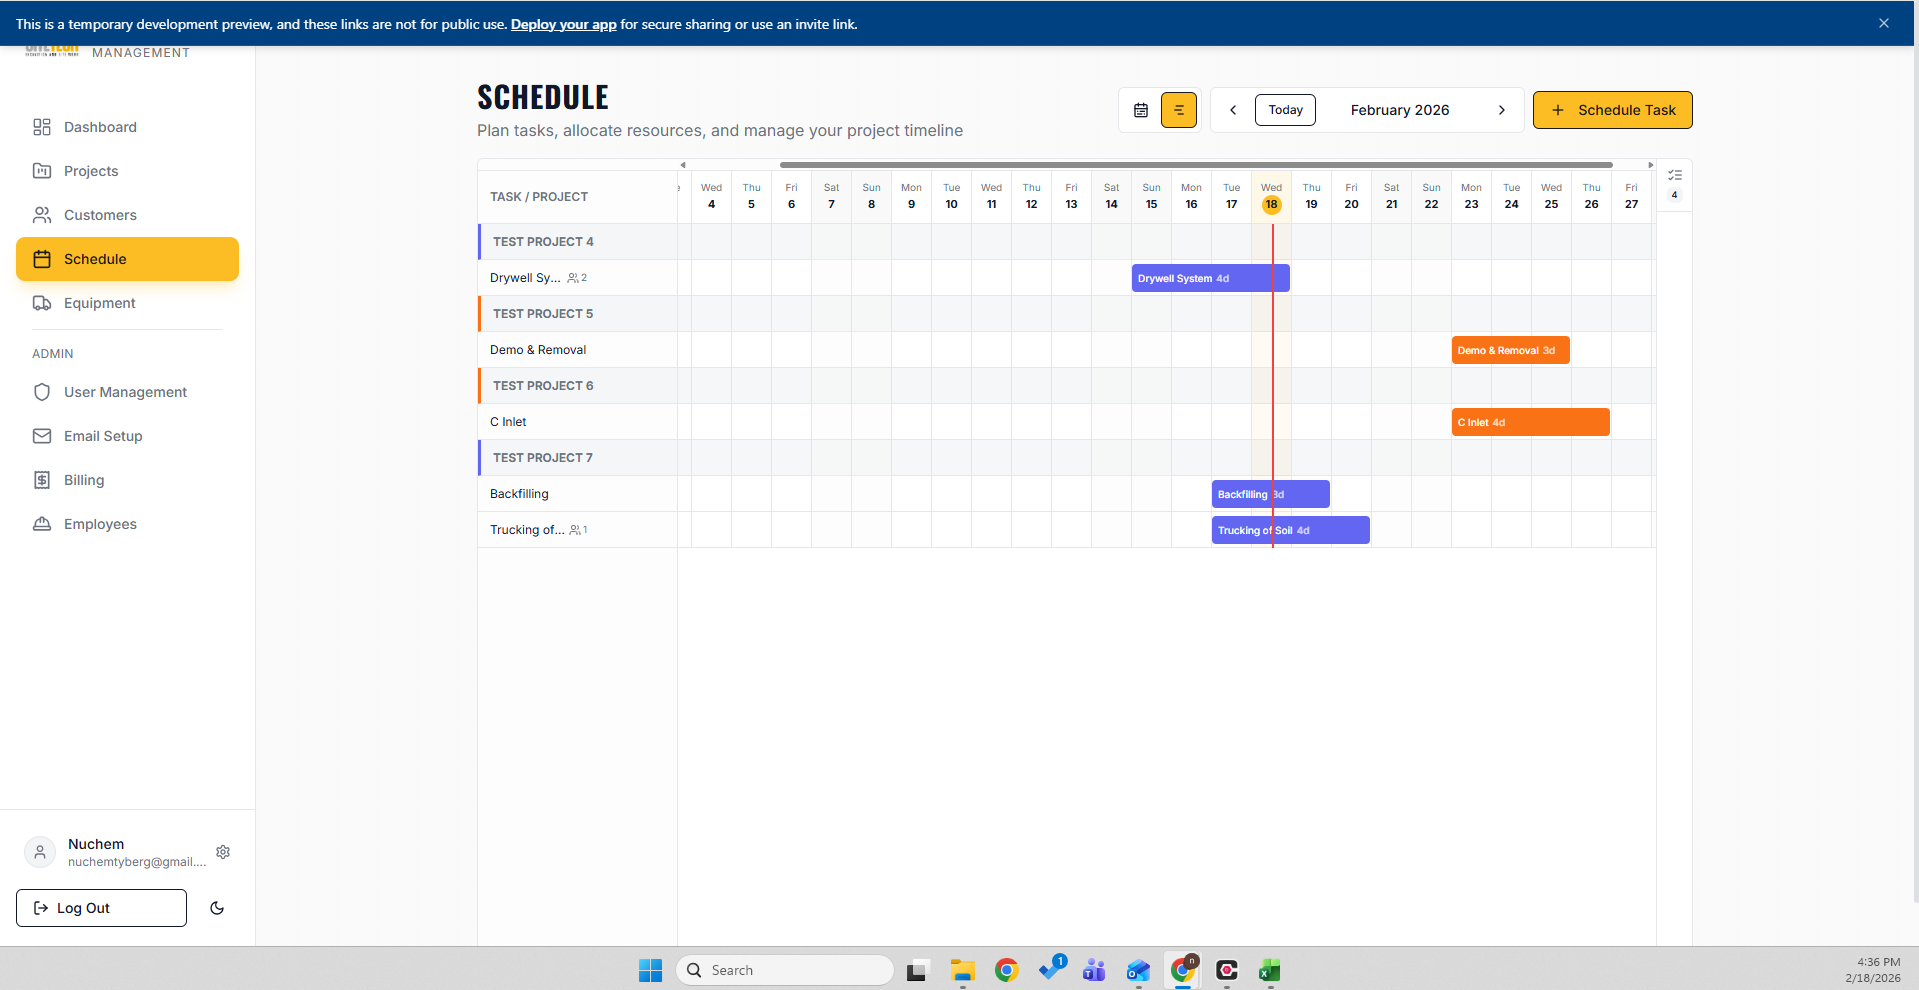 This is a temporary development preview, and these links are not for public use. Deploy your app for secure sharing or use an invite link.
MANAGEMENT
Dashboard
Projects
Customers
Schedule
Equipment
ADMIN
User Management
Email Setup
Billing
Employees
Nuchem
nuchemtyberg@gmail....
Log Out
SCHEDULE
Plan tasks, allocate resources, and manage your project timeline
Today
February 2026
+ Schedule Task
TASK / PROJECT
Wed Thu Fri Sat Sun Mon Tue Wed Thu Fri Sat Sun Mon Tue Wed Thu Fri Sat Sun Mon Tue Wed Thu Fri
4 5 6 7 8 9 10 11 12 13 14 15 16 17 18 19 20 21 22 23 24 25 26 27
4
TEST PROJECT 4
Drywell Sy... 2
Drywell System 4d
TEST PROJECT 5
Demo & Removal
Demo & Removal 3d
TEST PROJECT 6
C Inlet
C Inlet 4d
TEST PROJECT 7
Backfilling
Backfilling 3d
Trucking of... 1
Trucking of Soil 4d
Search
1
n
4:36 PM
2/18/2026